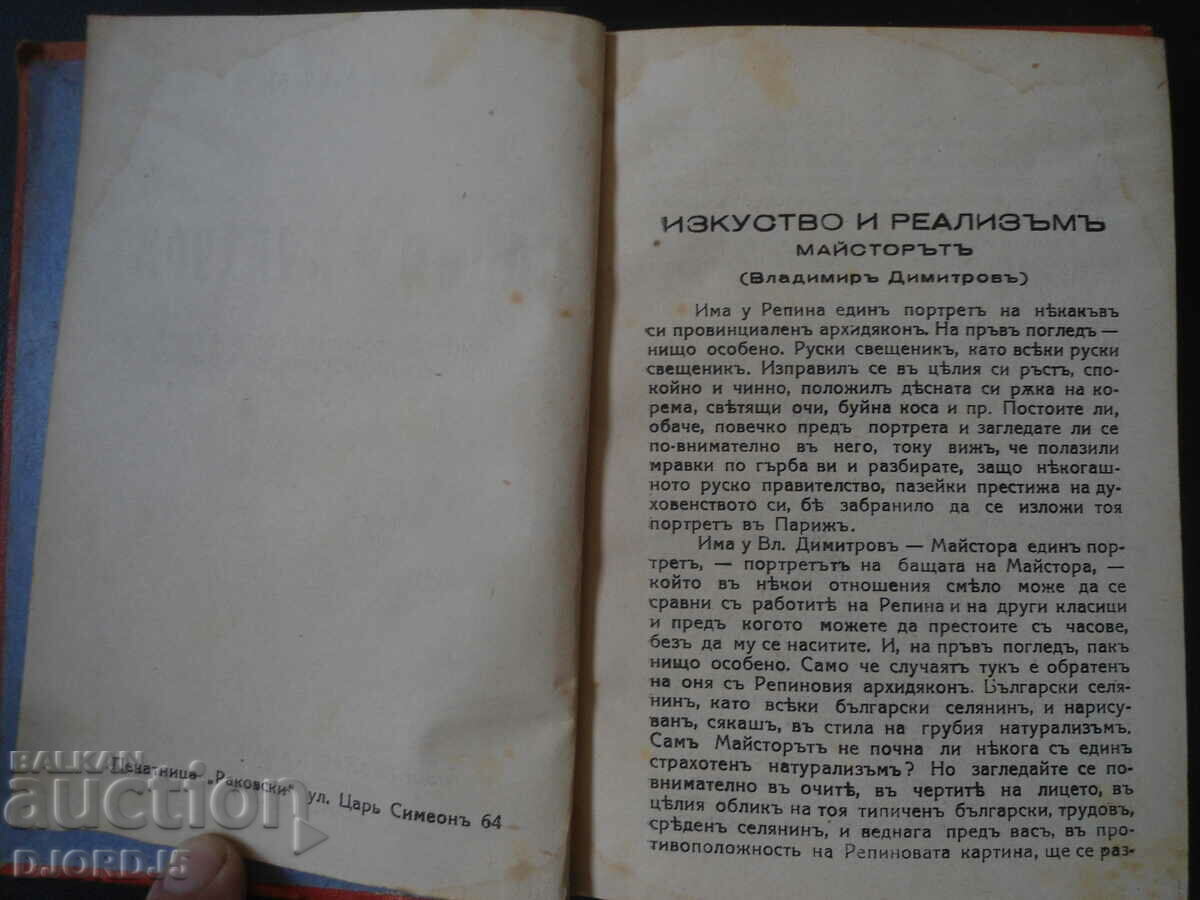 Печатница „Раковски“ ул. Царь Симеонъ 64
BALKAN
auction
DJORDJ5
ИЗКУСТВО И РЕАЛИЗЪМЪ
МАЙСТОРЪТЪ
(Владимиръ Димитровъ)
Има у Репина единъ портретъ на нѣкакъв
си провинциаленъ архидяконъ. На пръвъ погледъ —
нищо особено. Руски свещеникъ, като всѣки руски
свещеникъ. Изправилъ се въ цѣлия си ръстъ, спо-
койно и чинно, положилъ дѣсната си рѫка на ко-
рема, свѣтящи очи, буйна коса и пр. Постоите ли,
обаче, повечко предъ портрета и загледате ли се
по-внимателно въ него, току вижъ, че полазили
мравки по гърба ви и разбирате, защо нѣкогаш-
ното руско правителство, пазейки престижа на ду-
ховенството си, бѣ забранило да се изложи тоя
портретъ въ Парижъ.
Има у Вл. Димитровъ — Майстора единъ пор-
третъ, — портретътъ на бащата на Майстора, —
който въ нѣкои отношения смѣло може да се
сравни съ работитѣ на Репина и на други класици
и предъ когото можете да престоите съ часове,
безъ да му се наситите. И, на пръвъ погледъ, пакъ
нищо особено. Само че случаятъ тукъ е обратенъ
на оня съ Репиновия архидяконъ. Български селя-
нинъ, като всѣки български селянинъ, и нарису-
ванъ, сякашъ, въ стила на грубия натурализъмъ.
Самъ Майсторътъ не почна ли нѣкога съ единъ
страхотенъ натурализъмъ? Но загледайте се по-
внимателно въ очитѣ, въ чертитѣ на лицето, въ
цѣлия обликъ на тоя типиченъ български, трудовъ,
срѣденъ селянинъ, и веднага предъ васъ, въ про-
тивоположность на Репиновата картина, ще се раз-